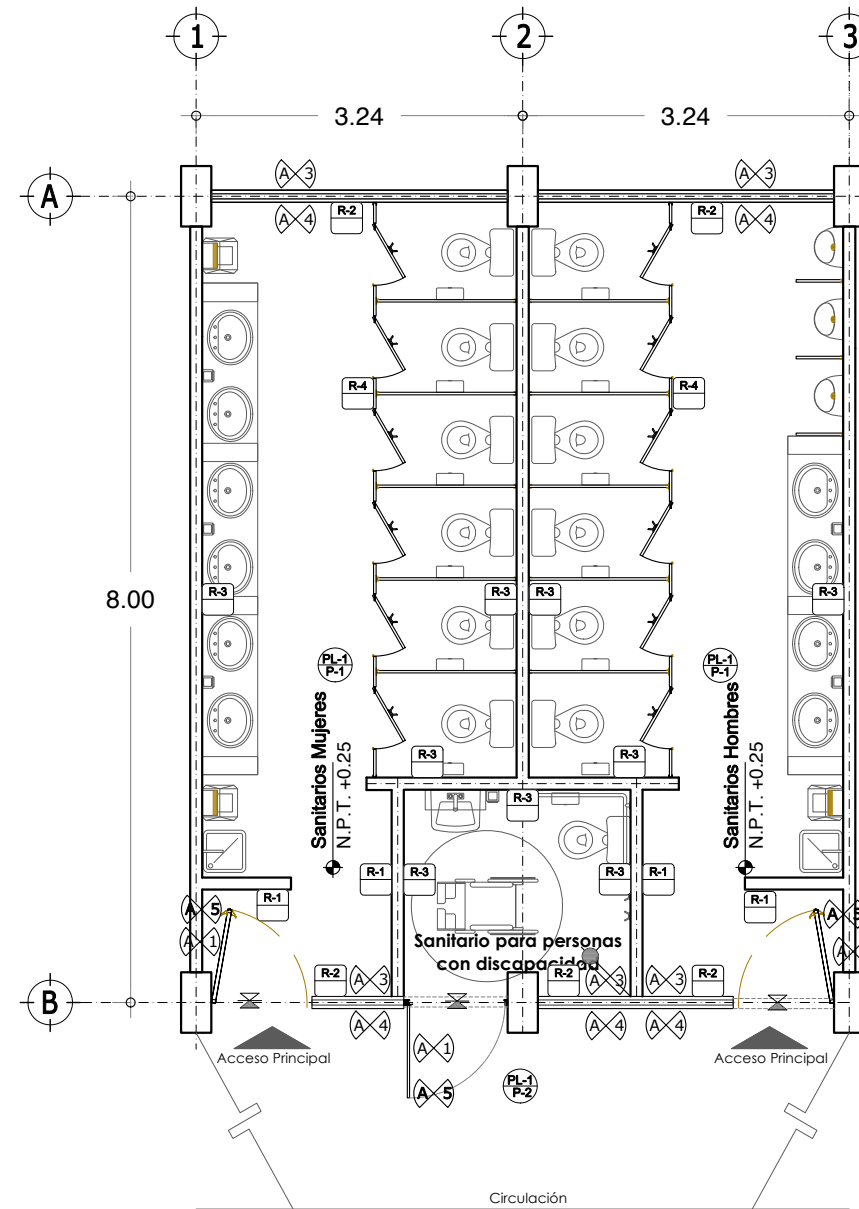 1 2 3
3.24 3.24
A
A 3 A 3
A 4 R-2 R-2 A 4
R-4 R-4
8.00
R-3 R-3 R-3 R-3
PL-1 PL-1
P-1 P-1
Sanitarios Mujeres
N.P.T. +0.25
Sanitarios Hombres
N.P.T. +0.25
R-3 R-3
R-3
R-1 R-3 R-3 R-1
R-1 R-1
A 5 A 5
A 1
Sanitario para personas
con discapacidad
R-2 A 3 R-2 A 3 A 3 R-2
B
A 4 A 4 A 4
A 1
Acceso Principal Acceso Principal
A 5
PL-1
P-2
Circulación